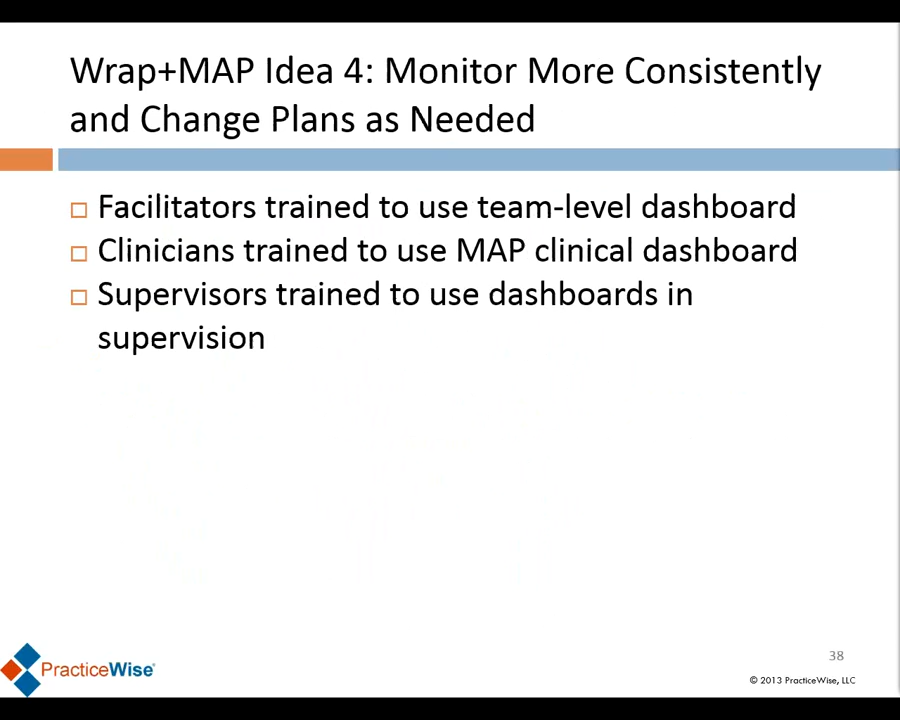 Wrap+MAP Idea 4: Monitor More Consistently
and Change Plans as Needed
Facilitators trained to use team-level dashboard
Clinicians trained to use MAP clinical dashboard
Supervisors trained to use dashboards in
supervision
38
PracticeWise®
© 2013 PracticeWise, LLC